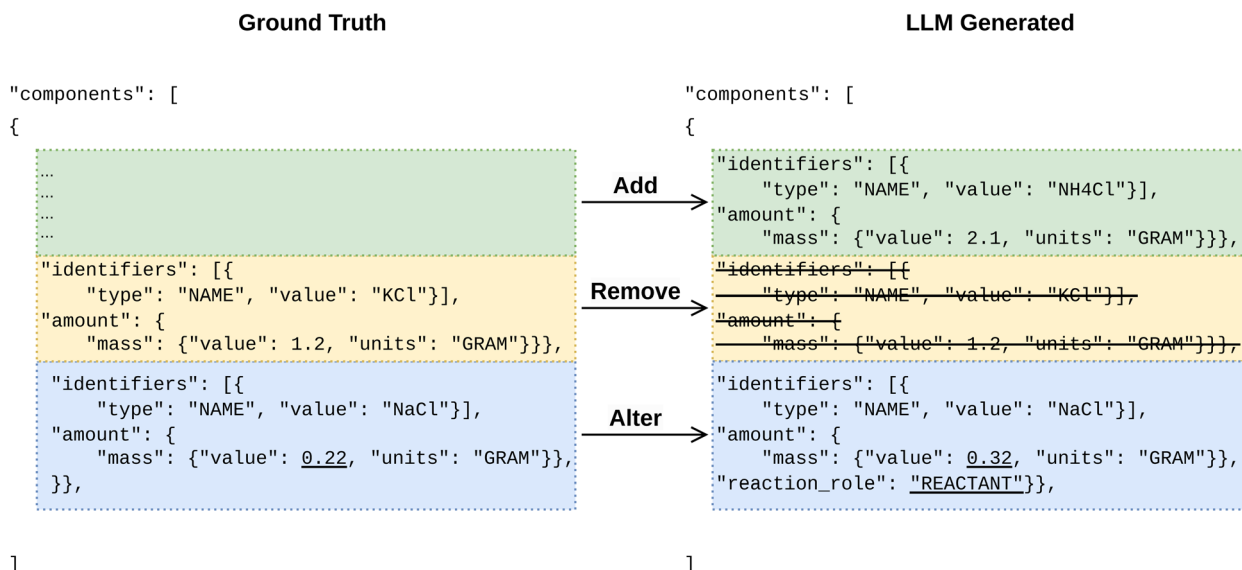 Ground Truth
"components": [
{
...
...
...
...
"identifiers": [{
"type": "NAME", "value": "KCl"}],
"amount": {
"mass": {"value": 1.2, "units": "GRAM"}}},
"identifiers": [{
"type": "NAME", "value": "NaCl"}],
"amount": {
"mass": {"value": 0.22, "units": "GRAM"}},
}},
]
Add
Remove
Alter
LLM Generated
"components": [
{
"identifiers": [{
"type": "NAME", "value": "NH4Cl"}],
"amount": {
"mass": {"value": 2.1, "units": "GRAM"}}},
"identifiers": [{
"type": "NAME", "value": "KCl"}],
"amount": {
"mass": {"value": 1.2, "units": "GRAM"}}},
"identifiers": [{
"type": "NAME", "value": "NaCl"}],
"amount": {
"mass": {"value": 0.32, "units": "GRAM"}},
"reaction_role": "REACTANT"}},
]